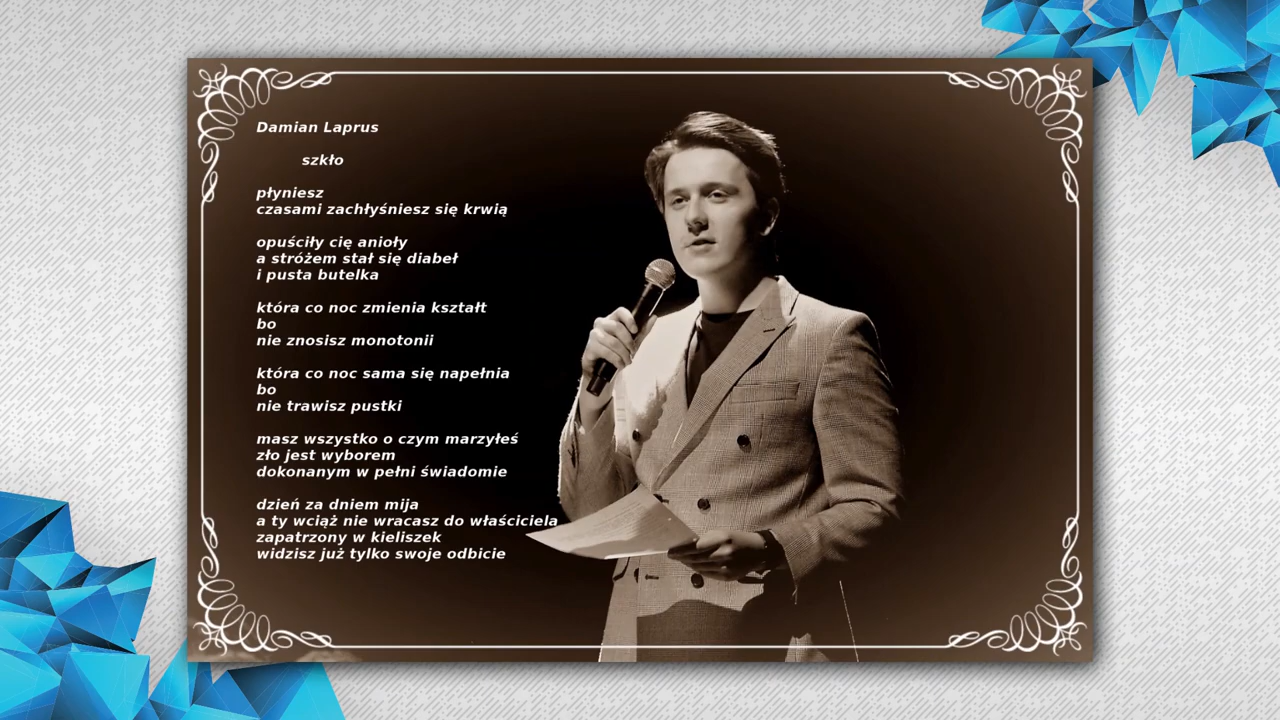 Damian Laprus
szkło
płyniesz
czasami zachłyśniesz się krwią
opuściły cię anioły
a stróżem stał się diabeł
i pusta butelka
która co noc zmienia kształt
bo
nie znosisz monotonii
która co noc sama się napełnia
bo
nie trawisz pustki
masz wszystko o czym marzyłeś
zło jest wyborem
dokonanym w pełni świadomie
dzień za dniem mija
a ty wciąż nie wracasz do właściciela
zapatrzony w kieliszek
widzisz już tylko swoje odbicie